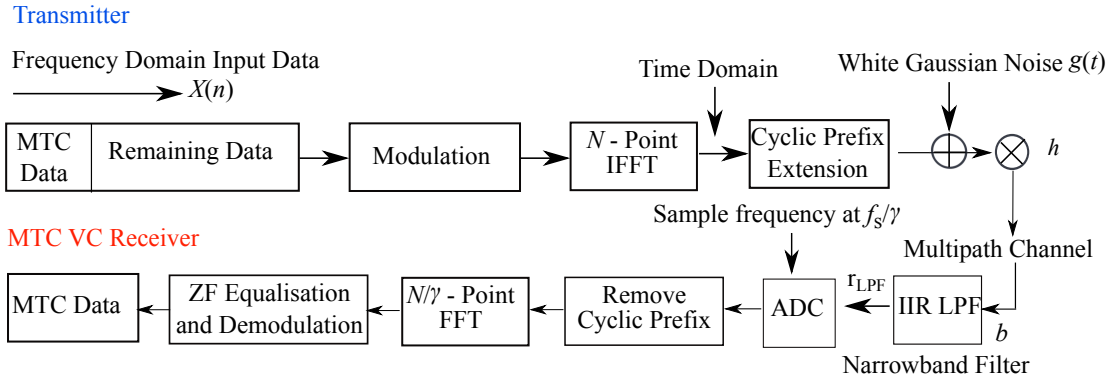 Transmitter
Frequency Domain Input Data
X(n)
Time Domain
White Gaussian Noise g(t)
MTC
Data
Remaining Data
Modulation
N - Point
IFFT
Cyclic Prefix
Extension
h
Sample frequency at fs/γ
MTC VC Receiver
Multipath Channel
MTC Data
ZF Equalisation
and Demodulation
N/γ - Point
FFT
Remove
Cyclic Prefix
ADC
rLPF
IIR LPF
b
Narrowband Filter